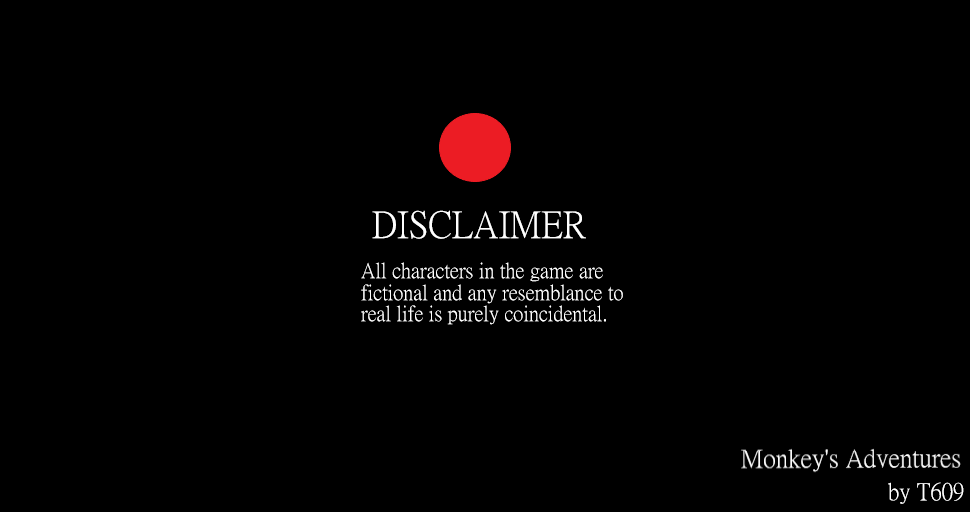 DISCLAIMER
All characters in the game are
fictional and any resemblance to
real life is purely coincidental.
Monkey's Adventures
by T609